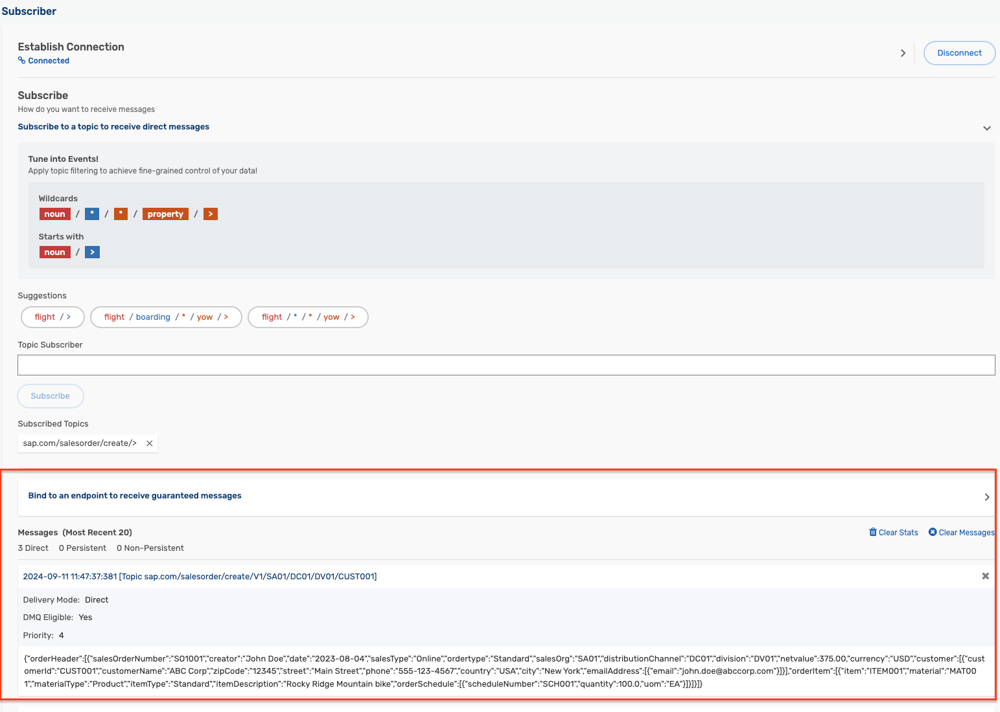 Subscriber
Establish Connection
Connected
Disconnect
Subscribe
How do you want to receive messages
Subscribe to a topic to receive direct messages
Tune into Events!
Apply topic filtering to achieve fine-grained control of your data!
Wildcards
noun / * / * / property / >
Starts with
noun / >
Suggestions
flight / > flight / boarding / * / yow / > flight / * / * / yow / >
Topic Subscriber
Subscribe
Subscribed Topics
sap.com/salesorder/create/>
Bind to an endpoint to receive guaranteed messages
Messages (Most Recent 20) Clear Stats Clear Messages
3 Direct 0 Persistent 0 Non-Persistent
2024-09-11 11:47:37:381 [Topic sap.com/salesorder/create/V1/SA01/DC01/DV01/CUST001]
Delivery Mode: Direct
DMQ Eligible: Yes
Priority: 4
{"orderHeader":[{"salesOrderNumber":"SO1001","creator":"John Doe","date":"2023-08-04","salesType":"Online","ordertype":"Standard","salesOrg":"SA01","distributionChannel":"DC01","division":"DV01","netvalue":375.00,"currency":"USD","customer":[{"cust
omerId":"CUST001","customerName":"ABC Corp","zipCode":"12345","street":"Main Street","phone":"555-123-4567","country":"USA","city":"New York","emailAddress":[{"email":"john.doe@abccorp.com"}]}],"orderItem":[{"item":"ITEM001","material":"MAT00
1","materialType":"Product","itemType":"Standard","itemDescription":"Rocky Ridge Mountain bike","orderSchedule":[{"scheduleNumber":"SCH001","quantity":100.0,"uom":"EA"}]}]}]}